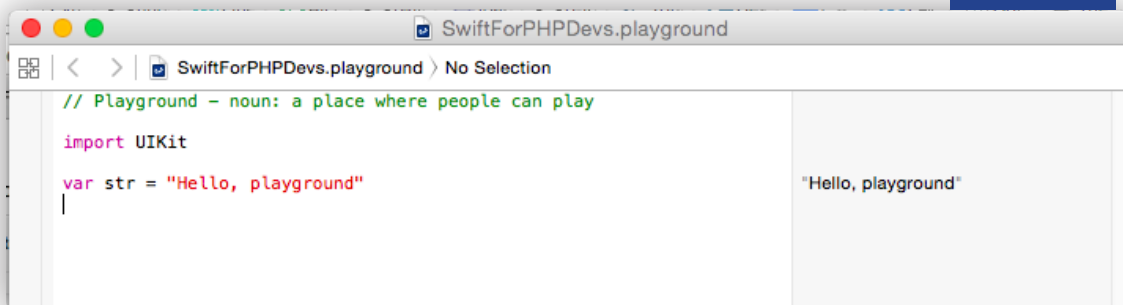 SwiftForPHPDevs.playground
SwiftForPHPDevs.playground 〉 No Selection
// Playground – noun: a place where people can play
import UIKit
var str = "Hello, playground"
"Hello, playground"